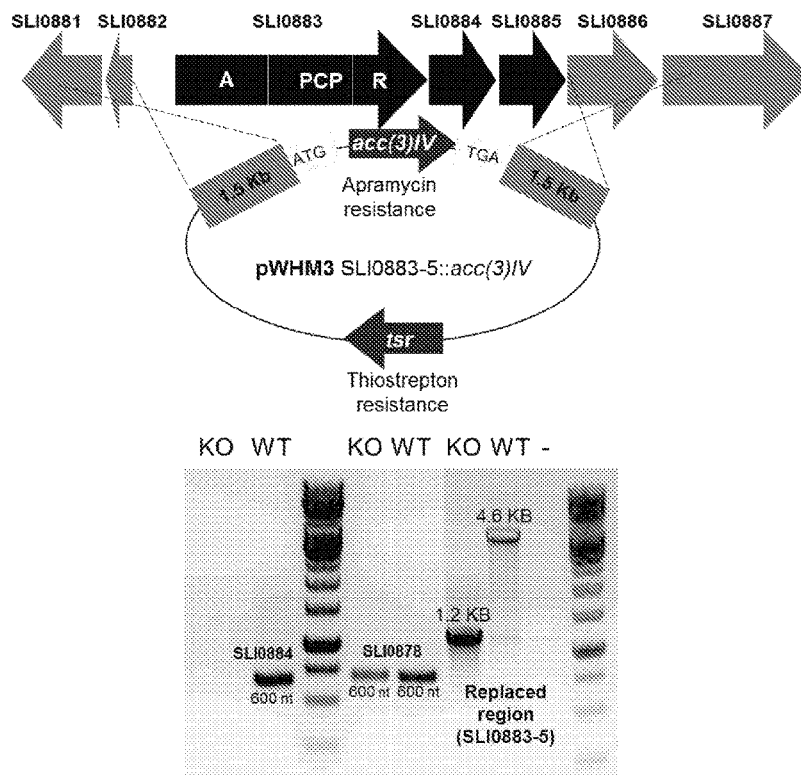 SLI0881 SLI0882 SLI0883 SLI0884 SLI0885 SLI0886 SLI0887
A PCP R
1.5 Kb ATG acc(3)IV TGA 1.5 Kb
Apramycin
resistance
pWHM3 SLI0883-5::acc(3)IV
tsr
Thiostrepton
resistance
KO WT KO WT KO WT -
4.6 KB
1.2 KB
SLI0884 SLI0878
600 nt 600 nt 600 nt
Replaced
region
(SLI0883-5)